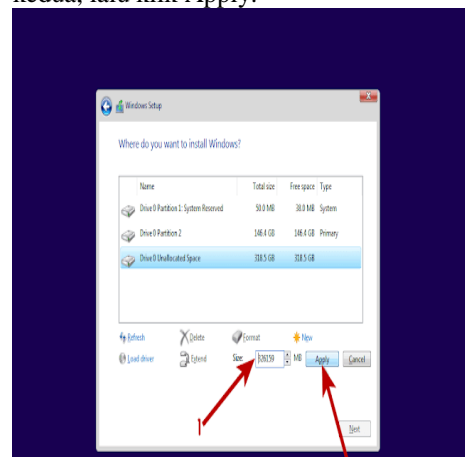 kedua, lalu klik Apply.
Windows Setup
Where do you want to install Windows?
Name Total size Free space Type
Drive 0 Partition 1: System Reserved 50.0 MB 30.0 MB System
Drive 0 Partition 2 146.4 GB 146.4 GB Primary
Drive 0 Unallocated Space 318.5 GB 318.5 GB
Refresh Delete Format New
Load driver Extend Size: 326159 MB Apply Cancel
1
Next